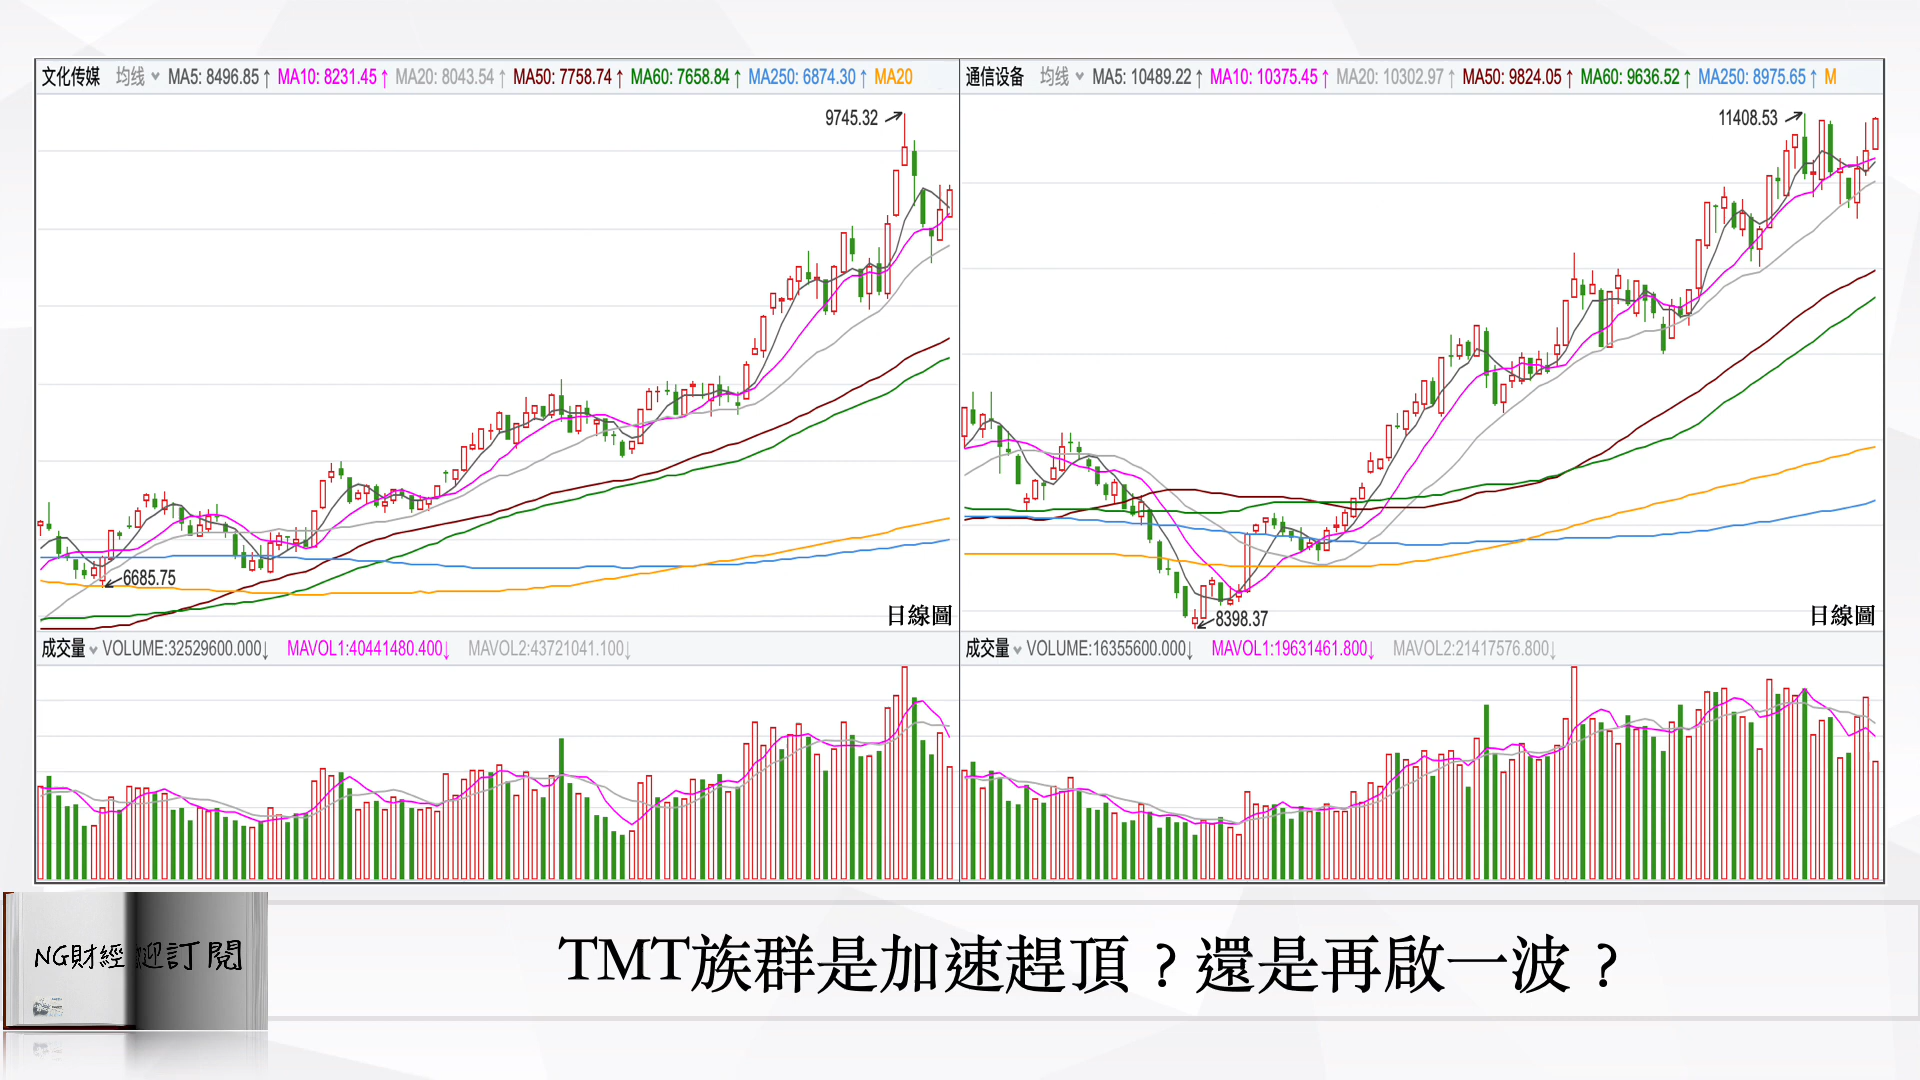 文化传媒 均线 MA5: 8496.85↑ MA10: 8231.45↑ MA20: 8043.54↑ MA50: 7758.74↑ MA60: 7658.84↑ MA250: 6874.30↑ MA20
9745.32
6685.75
日線圖
成交量 VOLUME:32529600.000↓ MAVOL1:40441480.400↓ MAVOL2:43721041.100↓
通信设备 均线 MA5: 10489.22↑ MA10: 10375.45↑ MA20: 10302.97↑ MA50: 9824.05↑ MA60: 9636.52↑ MA250: 8975.65↑ M
11408.53
8398.37
日線圖
成交量 VOLUME:16355600.000↓ MAVOL1:19631461.800↓ MAVOL2:21417576.800↓
NG財經 迎訂閱
TMT族群是加速趕頂？還是再啟一波？